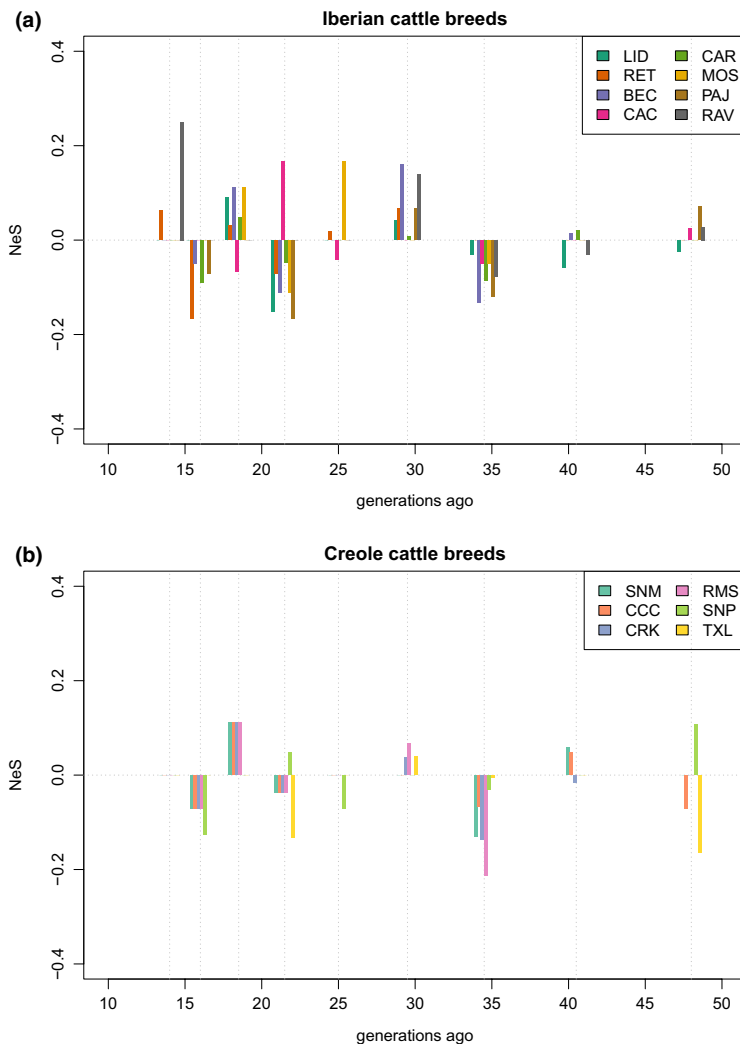 (a)
Iberian cattle breeds
LID CAR
RET MOS
BEC PAJ
CAC RAV
0.4
0.2
0.0
−0.2
−0.4
NeS
10 15 20 25 30 35 40 45 50
generations ago
(b)
Creole cattle breeds
SNM RMS
CCC SNP
CRK TXL
0.4
0.2
0.0
−0.2
−0.4
NeS
10 15 20 25 30 35 40 45 50
generations ago